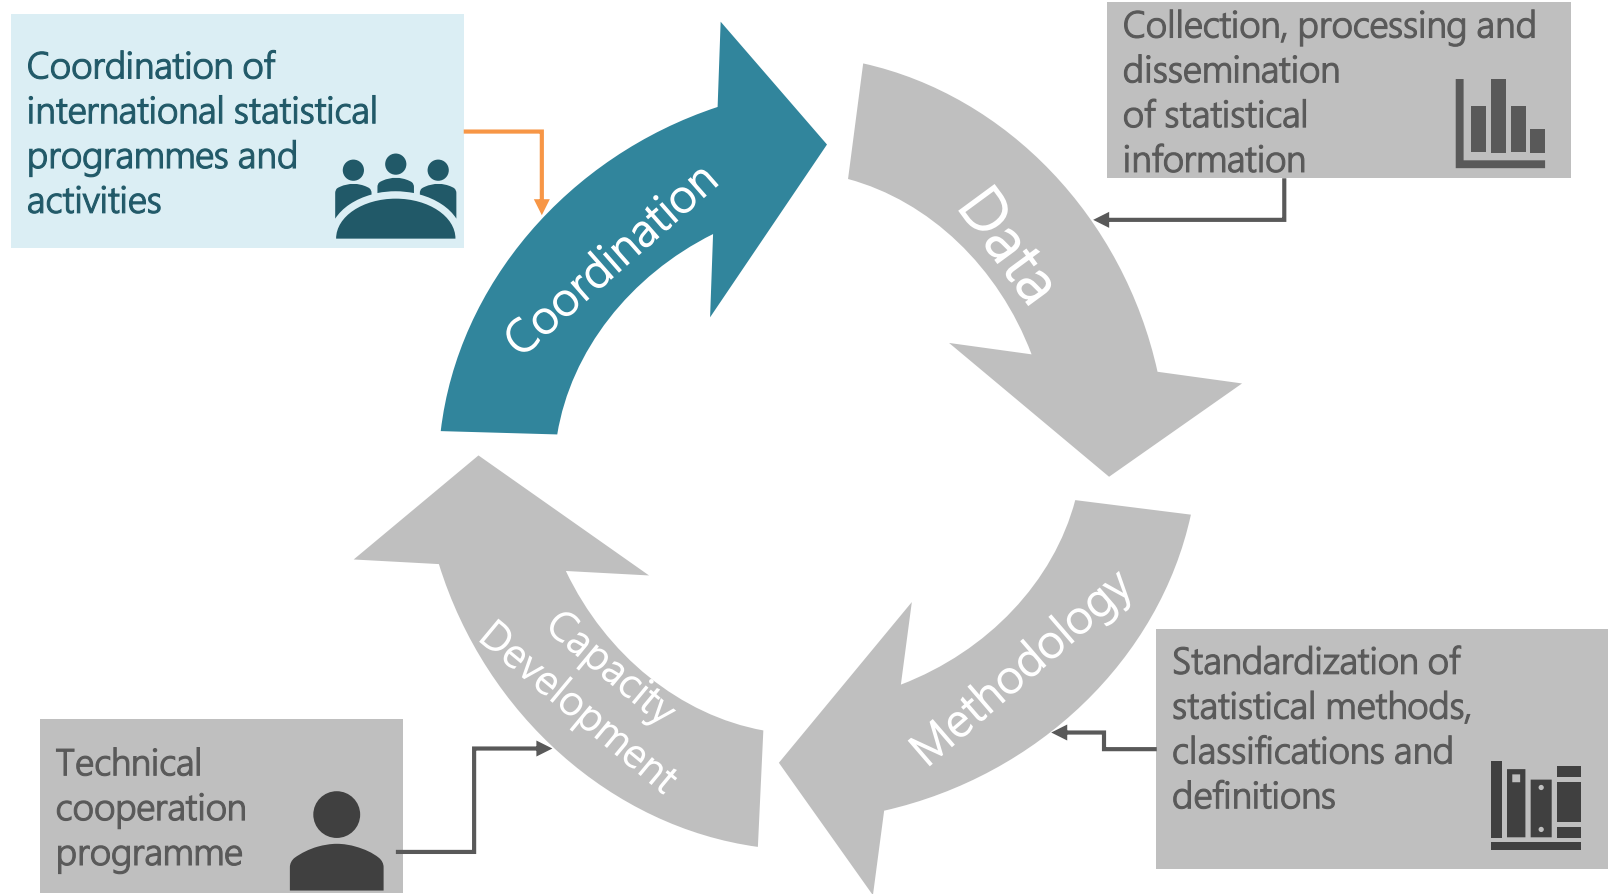 Coordination of
international statistical
programmes and
activities
Collection, processing and
dissemination
of statistical
information
Coordination
Data
Methodology
Capacity
Development
Standardization of
statistical methods,
classifications and
definitions
Technical
cooperation
programme